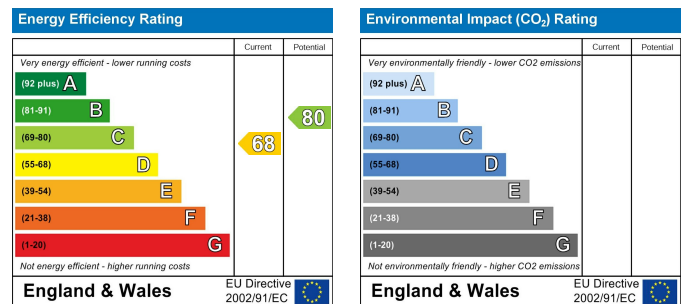 Energy Efficiency Rating
Current Potential
Very energy efficient - lower running costs
(92 plus) A
(81-91) B
80
(69-80) C
68
(55-68) D
(39-54) E
(21-38) F
(1-20) G
Not energy efficient - higher running costs
England & Wales
EU Directive
2002/91/EC
Environmental Impact (CO2) Rating
Current Potential
Very environmentally friendly - lower CO2 emissions
(92 plus) A
(81-91) B
(69-80) C
(55-68) D
(39-54) E
(21-38) F
(1-20) G
Not environmentally friendly - higher CO2 emissions
England & Wales
EU Directive
2002/91/EC